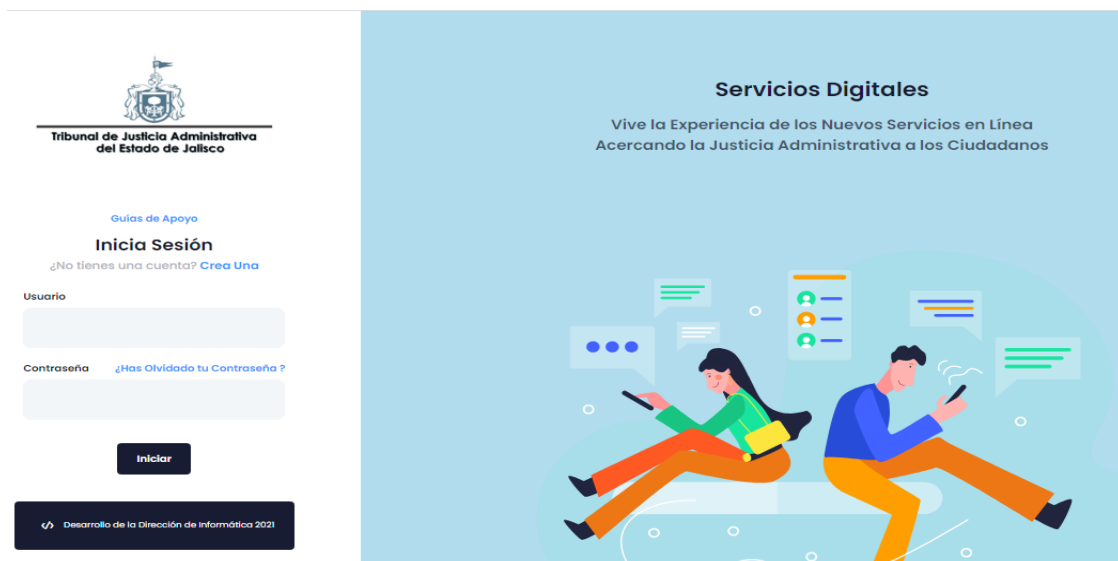 Tribunal de Justicia Administrativa
del Estado de Jalisco
Guías de Apoyo
Inicia Sesión
¿No tienes una cuenta? Crea Una
Usuario
Contraseña ¿Has Olvidado tu Contraseña ?
Iniciar
</> Desarrollo de la Dirección de Informática 2021
Servicios Digitales
Vive la Experiencia de los Nuevos Servicios en Línea
Acercando la Justicia Administrativa a los Ciudadanos